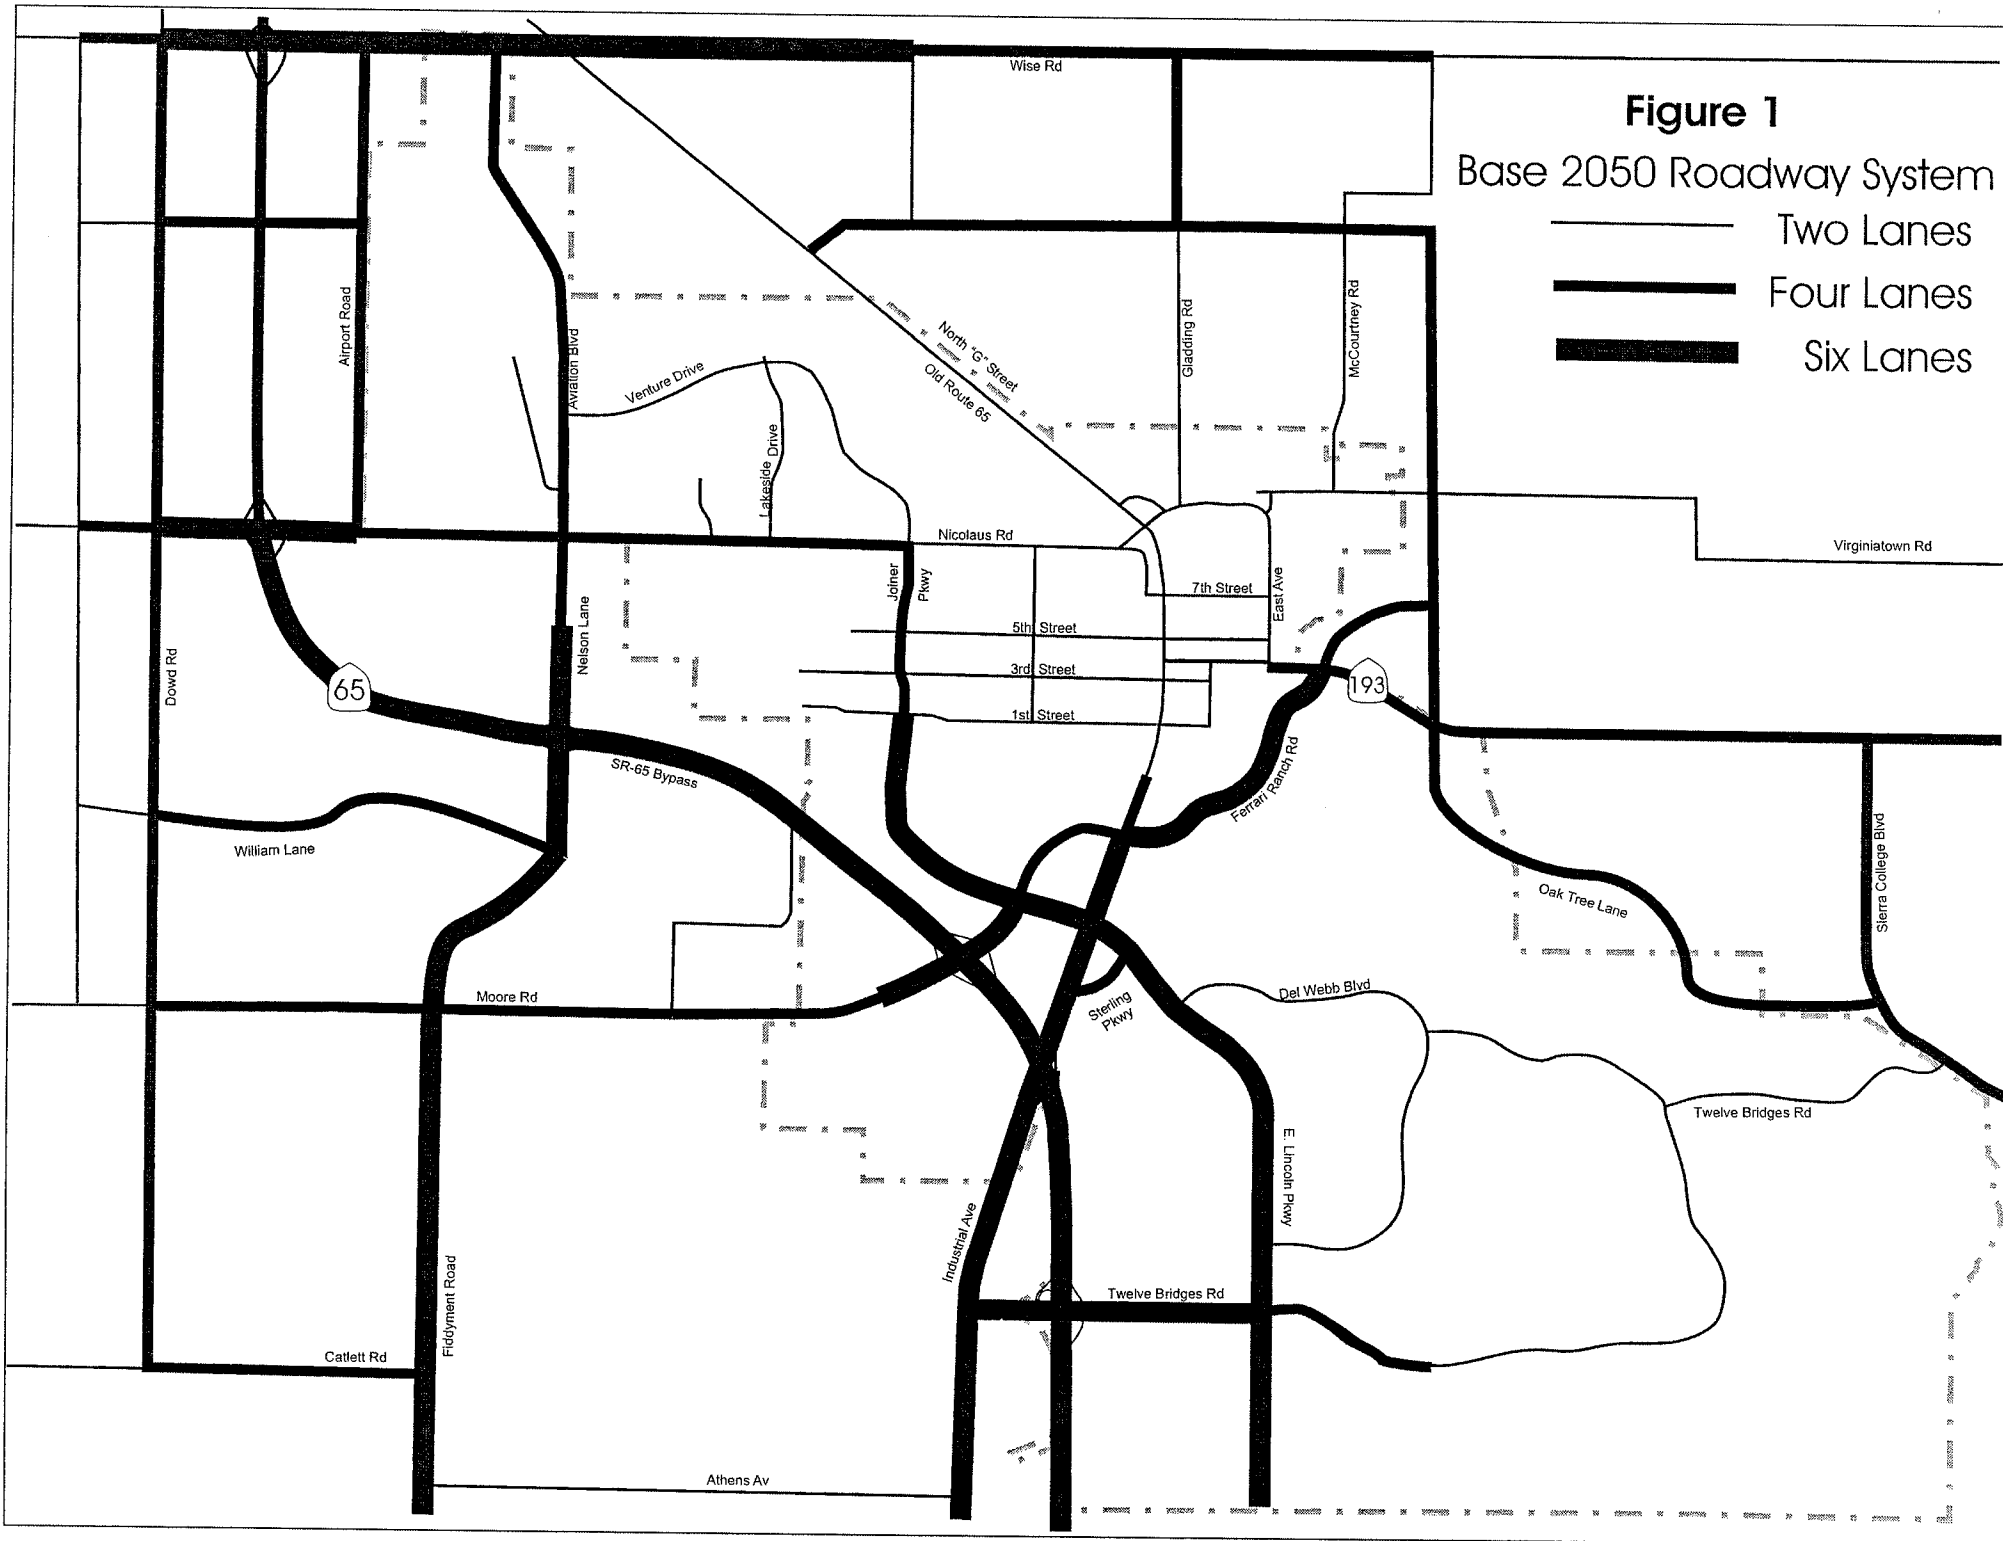 Wise Rd
Figure 1
Base 2050 Roadway System
Two Lanes
Four Lanes
Six Lanes
Airport Road
Aviation Blvd
Venture Drive
Lakeside Drive
North "G" Street
Old Route 65
Gladding Rd
McCourtney Rd
Nicolaus Rd
Virginiatown Rd
Joiner
Pkwy
7th Street
East Ave
5th Street
3rd Street
1st Street
Nelson Lane
Dowd Rd
65
193
SR-65 Bypass
Ferrari Ranch Rd
William Lane
Oak Tree Lane
Sierra College Blvd
Moore Rd
Sterling
Pkwy
Del Webb Blvd
Twelve Bridges Rd
E. Lincoln Pkwy
Industrial Ave
Twelve Bridges Rd
Fiddyment Road
Catlett Rd
Athens Av